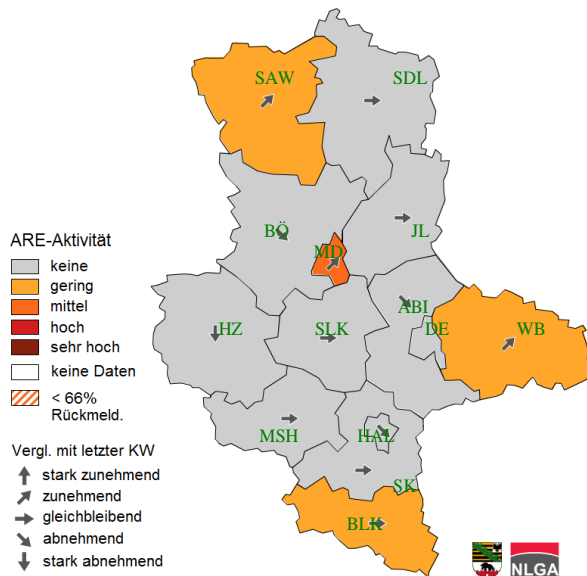 SAW
SDL
BÖ
MD
JL
ARE-Aktivität
keine
gering
mittel
hoch
sehr hoch
keine Daten
< 66%
Rückmeld.
HZ
SLK
ABI
DE
WB
MSH
HAL
SK
BLK
Vergl. mit letzter KW
stark zunehmend
zunehmend
gleichbleibend
abnehmend
stark abnehmend
NLGA